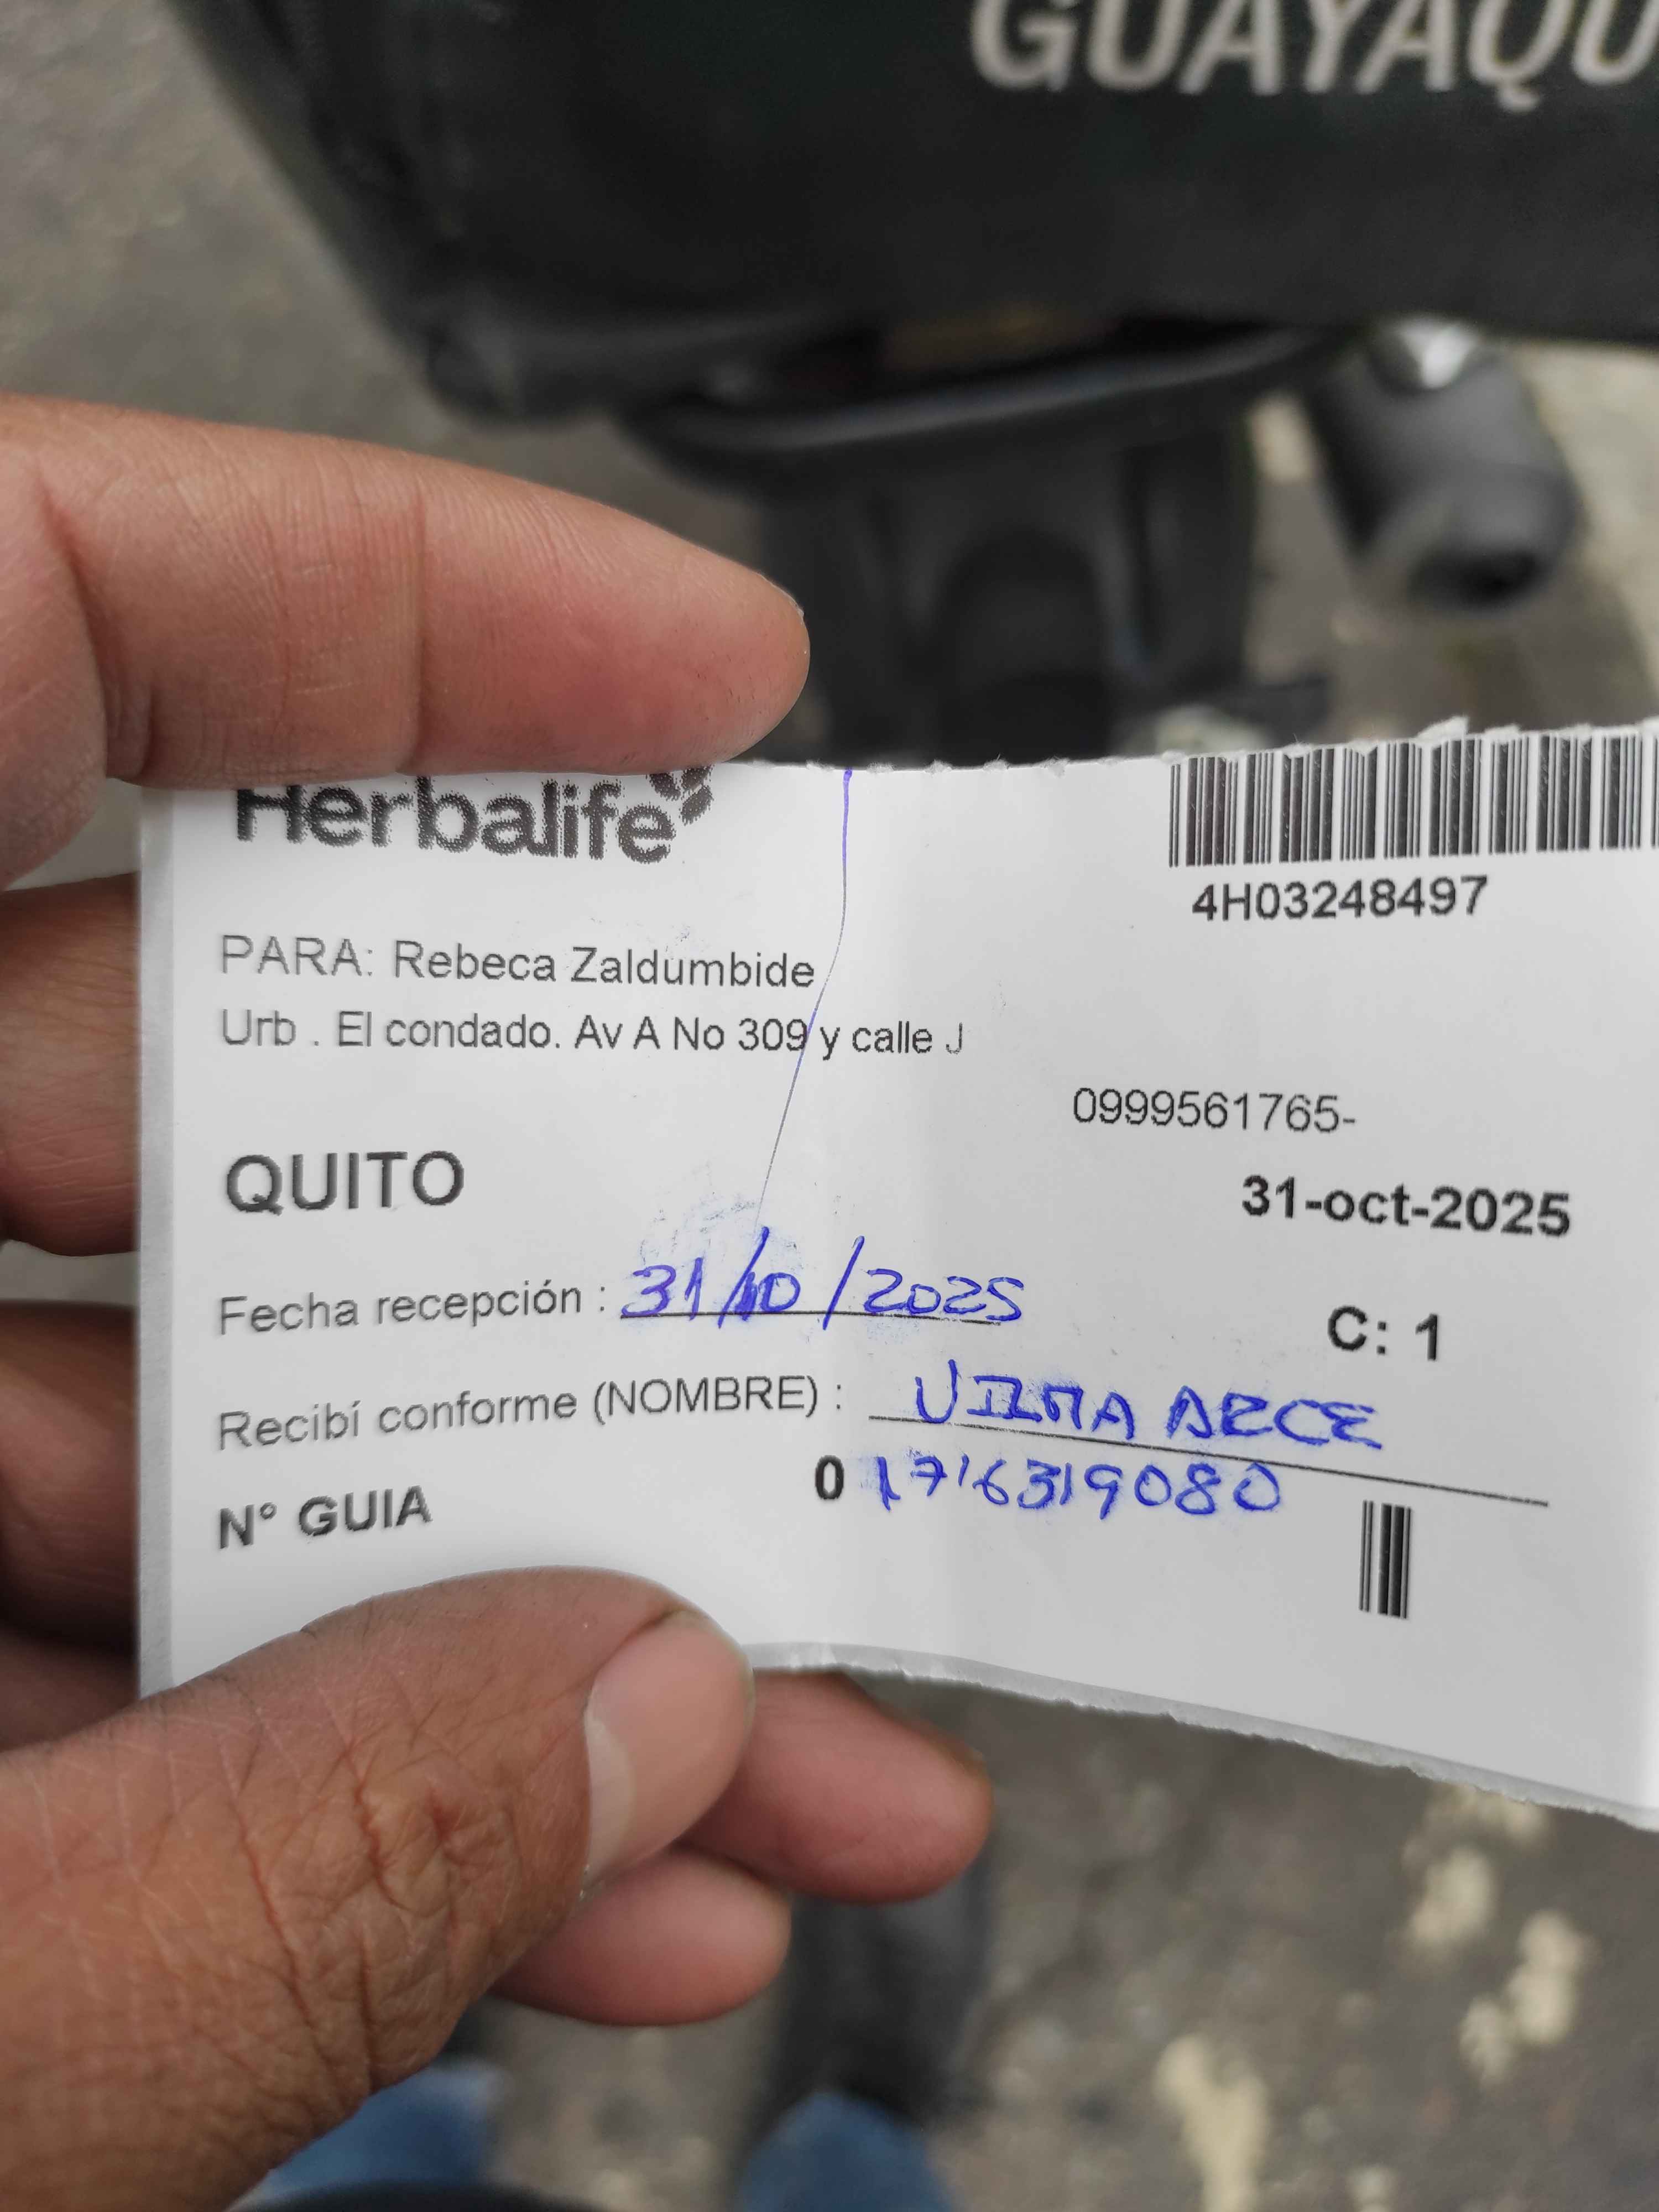 GUAYAQU
Herbalife
4H03248497
PARA: Rebeca Zaldumbide
Urb . El condado. Av A No 309 y calle J
0999561765-
QUITO
31-oct-2025
Fecha recepción : 31/10/2025
C: 1
Recibí conforme (NOMBRE) : VILMA ARCE
N° GUIA 0 1716319080